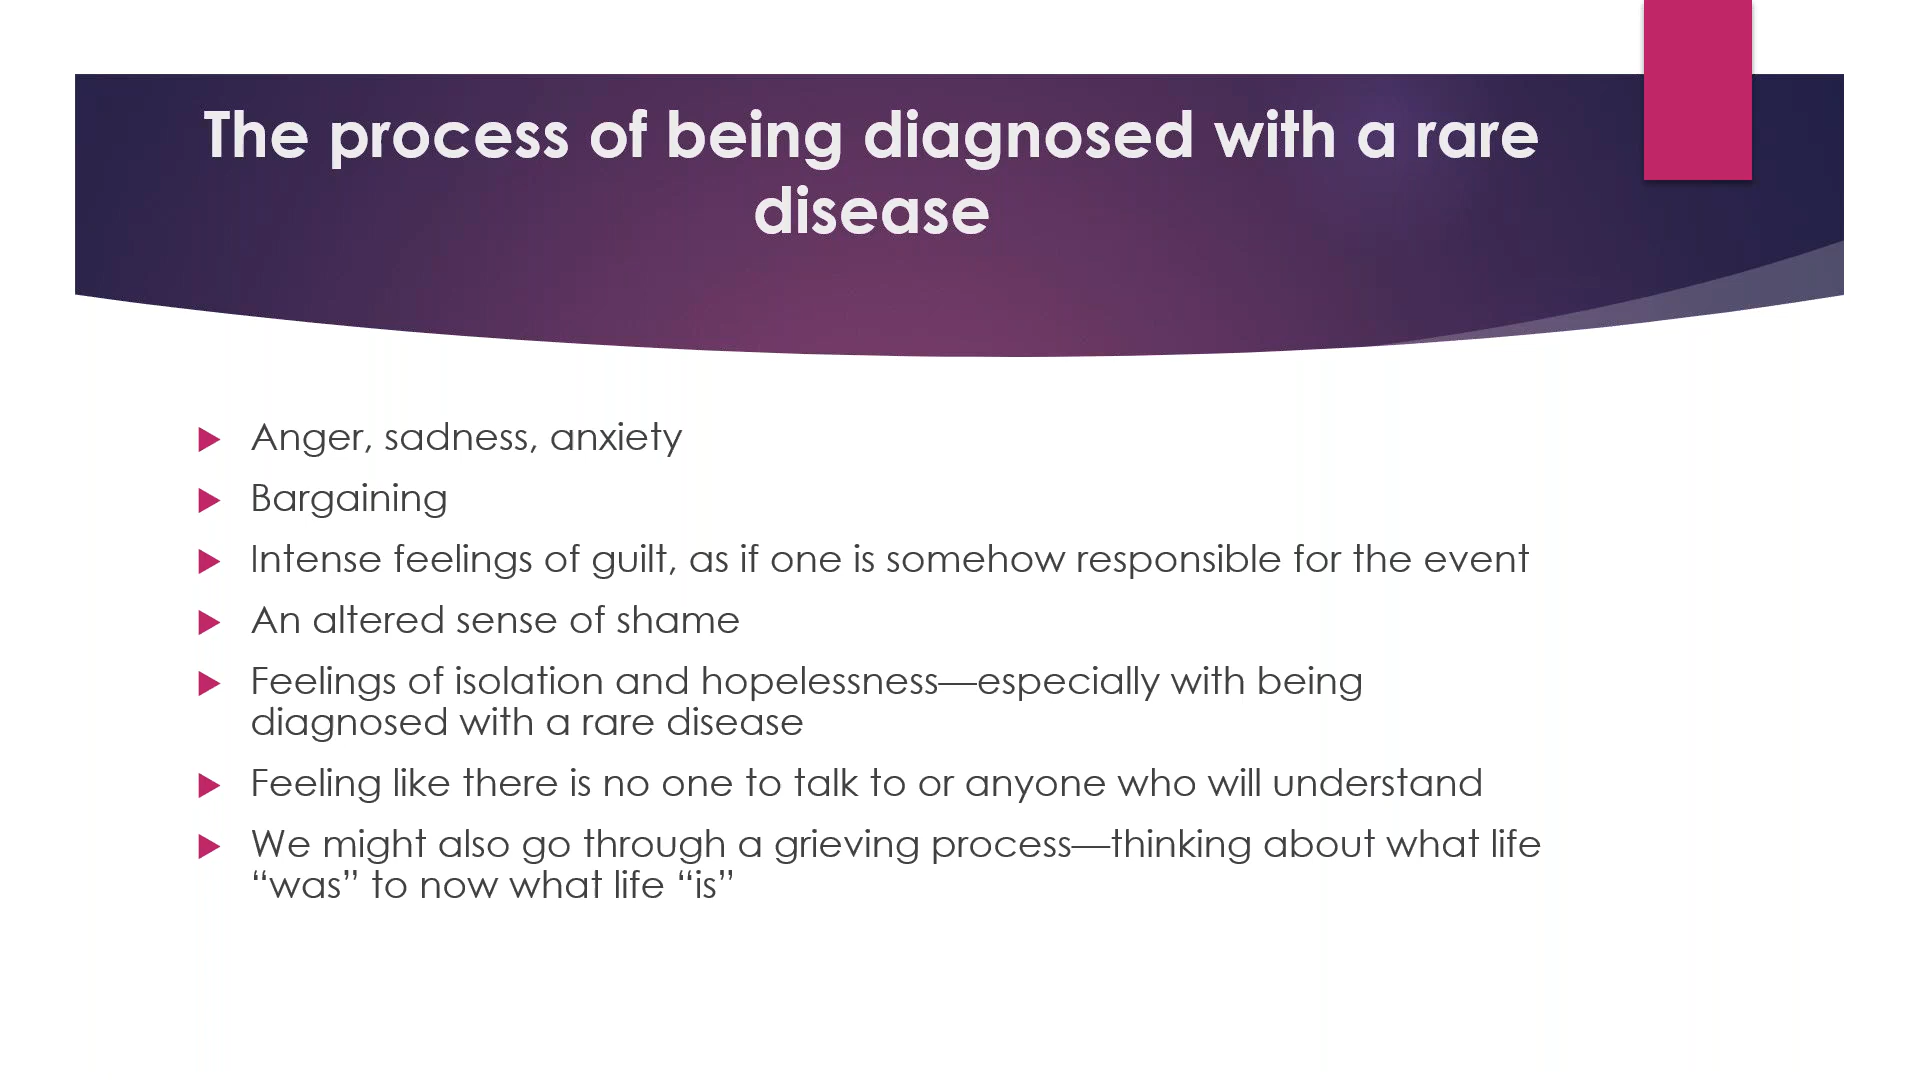 The process of being diagnosed with a rare
disease
Anger, sadness, anxiety
Bargaining
Intense feelings of guilt, as if one is somehow responsible for the event
An altered sense of shame
Feelings of isolation and hopelessness—especially with being
diagnosed with a rare disease
Feeling like there is no one to talk to or anyone who will understand
We might also go through a grieving process—thinking about what life
“was” to now what life “is”